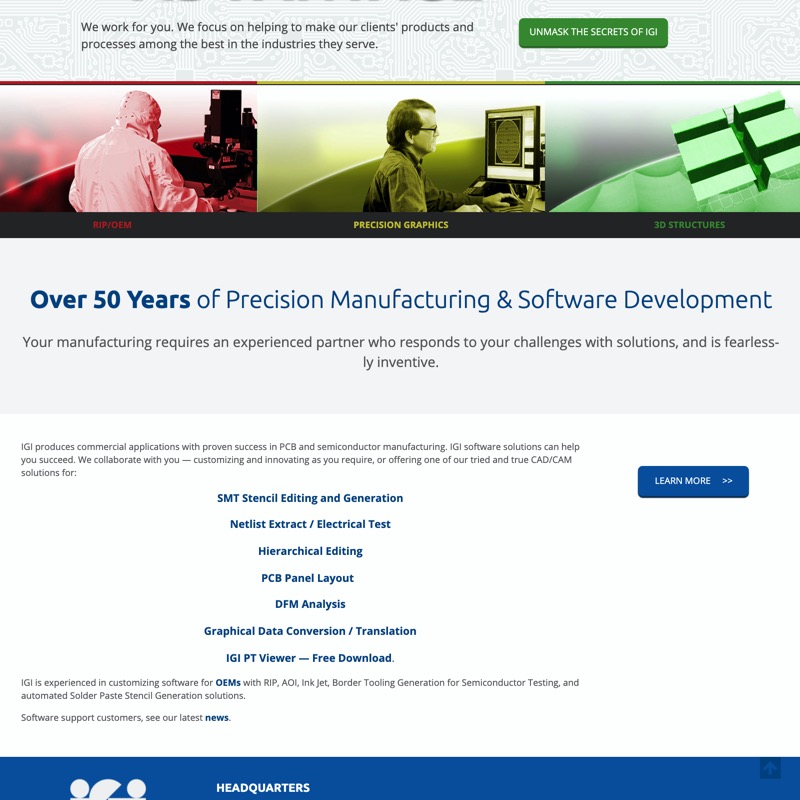 We work for you. We focus on helping to make our clients' products and
processes among the best in the industries they serve.
UNMASK THE SECRETS OF IGI
RIP/OEM
PRECISION GRAPHICS
3D STRUCTURES
Over 50 Years of Precision Manufacturing & Software Development
Your manufacturing requires an experienced partner who responds to your challenges with solutions, and is fearless-
ly inventive.
IGI produces commercial applications with proven success in PCB and semiconductor manufacturing. IGI software solutions can help
you succeed. We collaborate with you — customizing and innovating as you require, or offering one of our tried and true CAD/CAM
solutions for:
LEARN MORE >>
SMT Stencil Editing and Generation
Netlist Extract / Electrical Test
Hierarchical Editing
PCB Panel Layout
DFM Analysis
Graphical Data Conversion / Translation
IGI PT Viewer — Free Download.
IGI is experienced in customizing software for OEMs with RIP, AOI, Ink Jet, Border Tooling Generation for Semiconductor Testing, and
automated Solder Paste Stencil Generation solutions.
Software support customers, see our latest news.
HEADQUARTERS